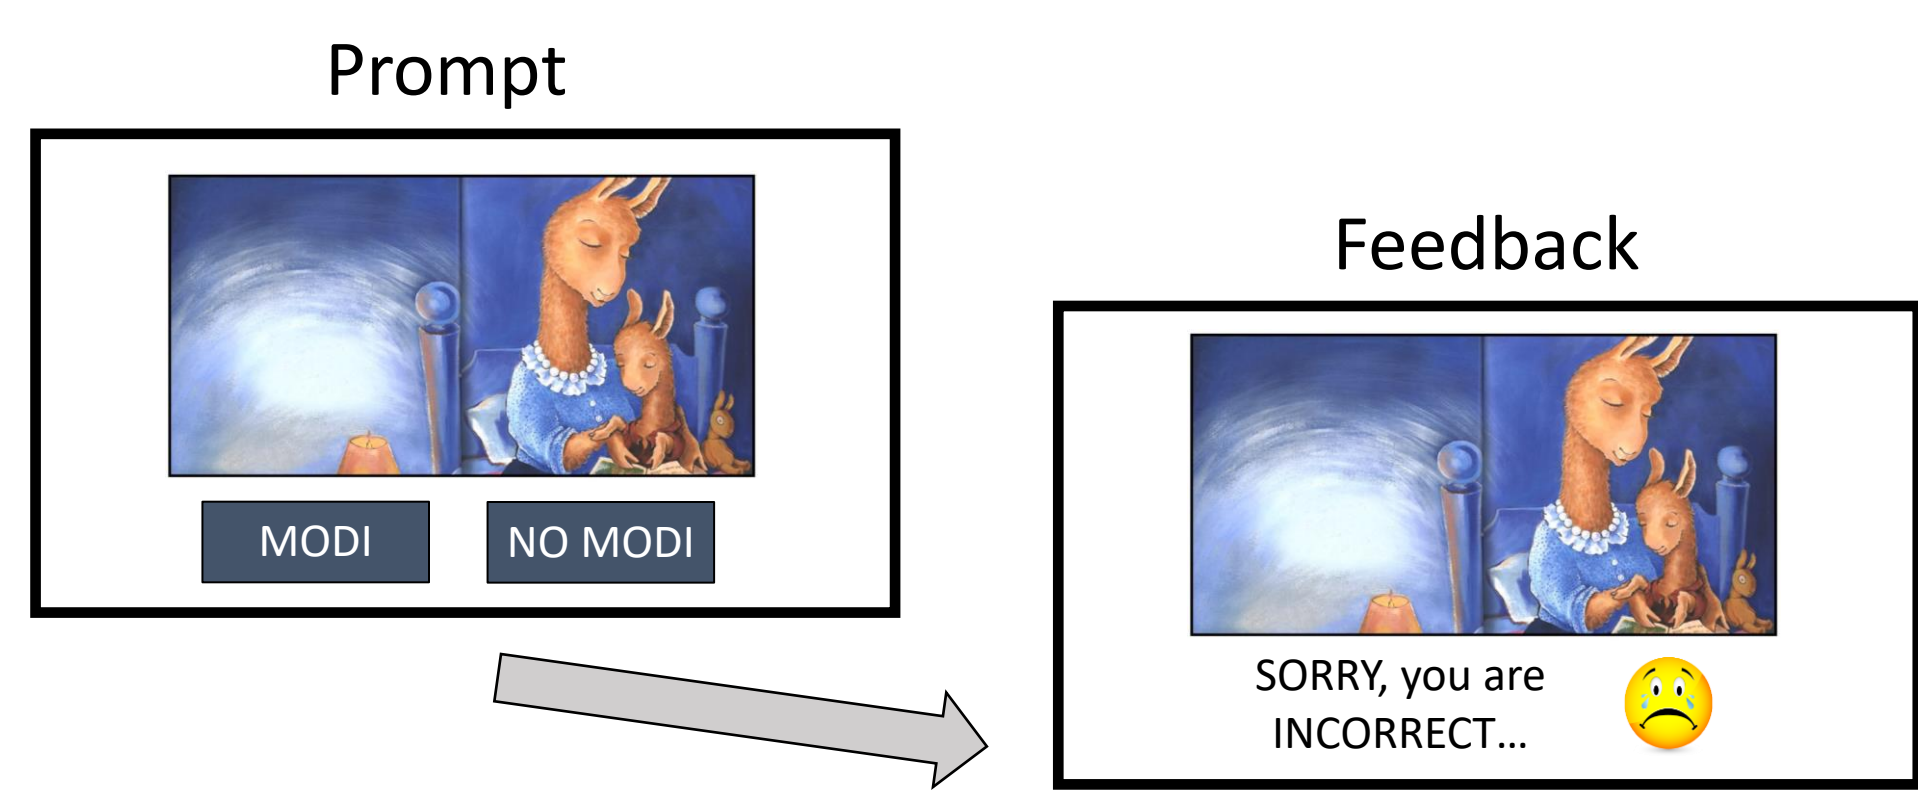 Prompt
MODI
NO MODI
Feedback
SORRY, you are
INCORRECT...